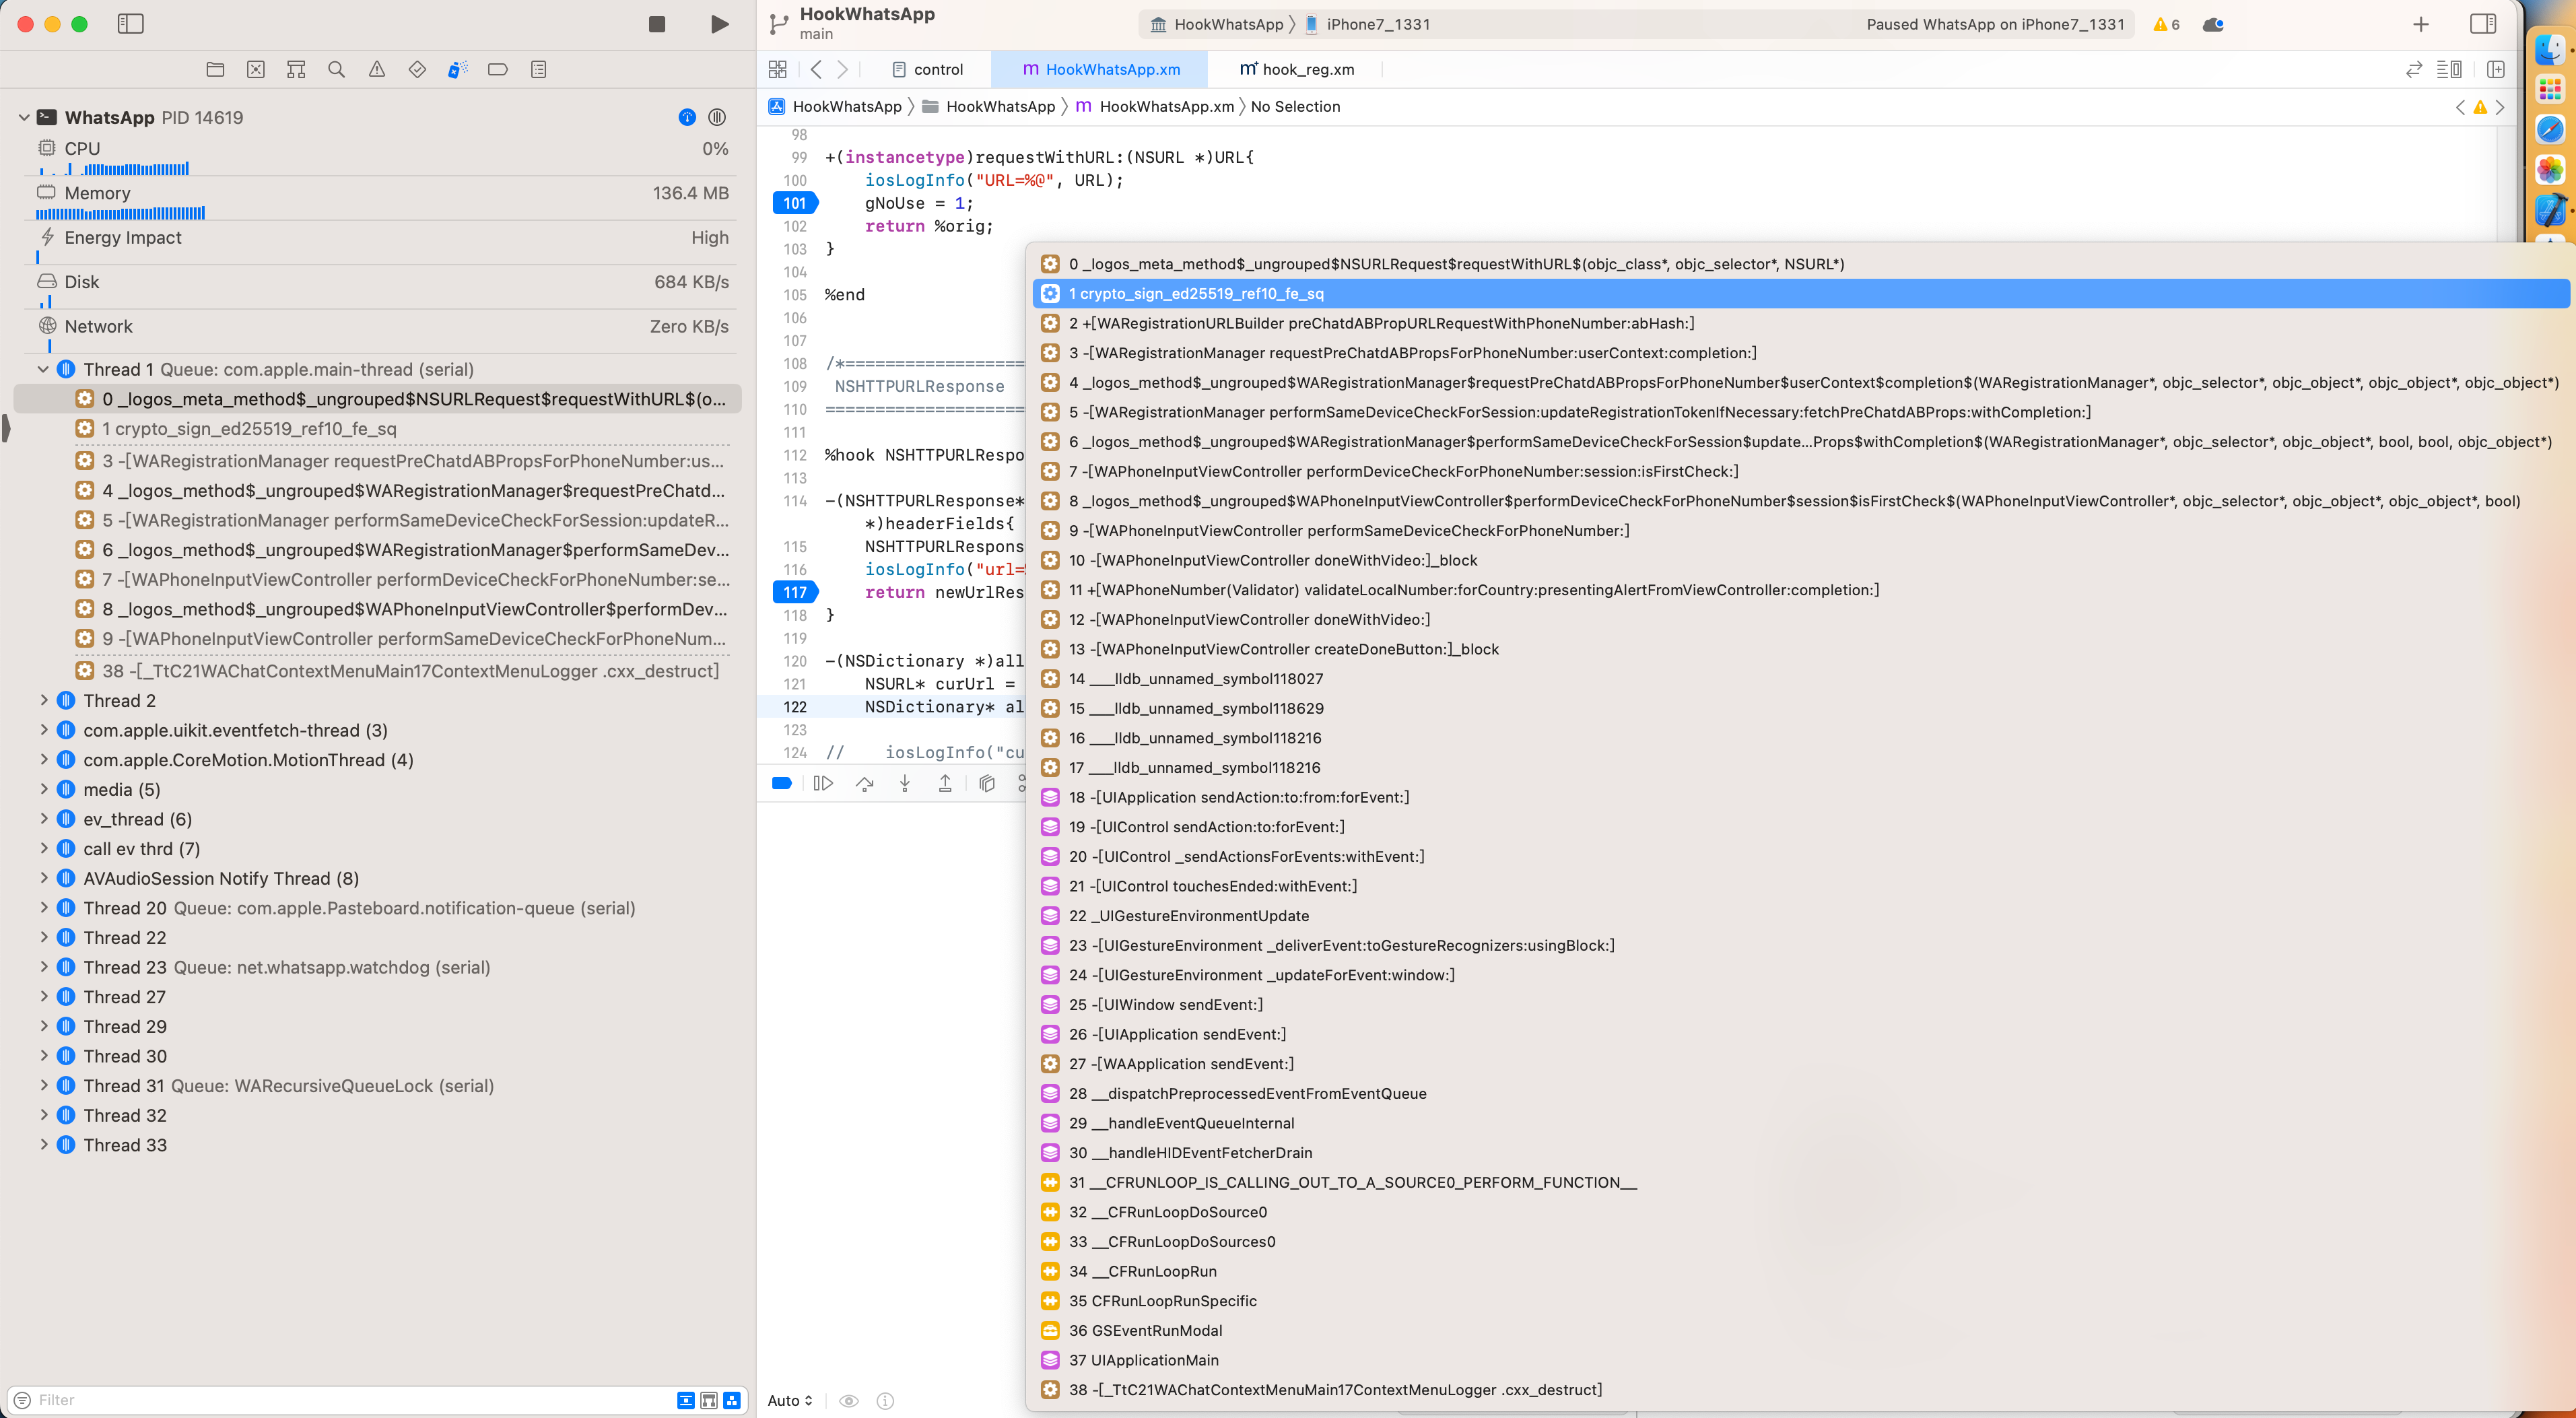 HookWhatsApp
main
HookWhatsApp
iPhone7_1331
Paused WhatsApp on iPhone7_1331
6
control
HookWhatsApp.xm
hook_reg.xm
HookWhatsApp
HookWhatsApp
HookWhatsApp.xm
No Selection
WhatsApp PID 14619
CPU 0%
Memory 136.4 MB
Energy Impact High
Disk 684 KB/s
Network Zero KB/s
Thread 1 Queue: com.apple.main-thread (serial)
0 _logos_meta_method$_ungrouped$NSURLRequest$requestWithURL$(o...
1 crypto_sign_ed25519_ref10_fe_sq
3 -[WARegistrationManager requestPreChatdABPropsForPhoneNumber:us...
4 _logos_method$_ungrouped$WARegistrationManager$requestPreChatd...
5 -[WARegistrationManager performSameDeviceCheckForSession:updateR...
6 _logos_method$_ungrouped$WARegistrationManager$performSameDev...
7 -[WAPhoneInputViewController performDeviceCheckForPhoneNumber:se...
8 _logos_method$_ungrouped$WAPhoneInputViewController$performDev...
9 -[WAPhoneInputViewController performSameDeviceCheckForPhoneNum...
38 -[_TtC21WAChatContextMenuMain17ContextMenuLogger .cxx_destruct]
Thread 2
com.apple.uikit.eventfetch-thread (3)
com.apple.CoreMotion.MotionThread (4)
media (5)
ev_thread (6)
call ev thrd (7)
AVAudioSession Notify Thread (8)
Thread 20 Queue: com.apple.Pasteboard.notification-queue (serial)
Thread 22
Thread 23 Queue: net.whatsapp.watchdog (serial)
Thread 27
Thread 29
Thread 30
Thread 31 Queue: WARecursiveQueueLock (serial)
Thread 32
Thread 33
Filter
98
99 +(instancetype)requestWithURL:(NSURL *)URL{
100 iosLogInfo("URL=%@", URL);
101 gNoUse = 1;
102 return %orig;
103 }
104
105 %end
106
107
108 /*==================
109 NSHTTPURLResponse
110 ====================
111
112 %hook NSHTTPURLRespo
113
114 -(NSHTTPURLResponse*
*)headerFields{
115 NSHTTPURLRespons
116 iosLogInfo("url=
117 return newUrlRes
118 }
119
120 -(NSDictionary *)all
121 NSURL* curUrl =
122 NSDictionary* al
123
124 // iosLogInfo("cu
Auto
0 _logos_meta_method$_ungrouped$NSURLRequest$requestWithURL$(objc_class*, objc_selector*, NSURL*)
1 crypto_sign_ed25519_ref10_fe_sq
2 +[WARegistrationURLBuilder preChatdABPropURLRequestWithPhoneNumber:abHash:]
3 -[WARegistrationManager requestPreChatdABPropsForPhoneNumber:userContext:completion:]
4 _logos_method$_ungrouped$WARegistrationManager$requestPreChatdABPropsForPhoneNumber$userContext$completion$(WARegistrationManager*, objc_selector*, objc_object*, objc_object*, objc_object*)
5 -[WARegistrationManager performSameDeviceCheckForSession:updateRegistrationTokenIfNecessary:fetchPreChatdABProps:withCompletion:]
6 _logos_method$_ungrouped$WARegistrationManager$performSameDeviceCheckForSession$update...Props$withCompletion$(WARegistrationManager*, objc_selector*, objc_object*, bool, bool, objc_object*)
7 -[WAPhoneInputViewController performDeviceCheckForPhoneNumber:session:isFirstCheck:]
8 _logos_method$_ungrouped$WAPhoneInputViewController$performDeviceCheckForPhoneNumber$session$isFirstCheck$(WAPhoneInputViewController*, objc_selector*, objc_object*, objc_object*, bool)
9 -[WAPhoneInputViewController performSameDeviceCheckForPhoneNumber:]
10 -[WAPhoneInputViewController doneWithVideo:]_block
11 +[WAPhoneNumber(Validator) validateLocalNumber:forCountry:presentingAlertFromViewController:completion:]
12 -[WAPhoneInputViewController doneWithVideo:]
13 -[WAPhoneInputViewController createDoneButton:]_block
14 ___lldb_unnamed_symbol118027
15 ___lldb_unnamed_symbol118629
16 ___lldb_unnamed_symbol118216
17 ___lldb_unnamed_symbol118216
18 -[UIApplication sendAction:to:from:forEvent:]
19 -[UIControl sendAction:to:forEvent:]
20 -[UIControl _sendActionsForEvents:withEvent:]
21 -[UIControl touchesEnded:withEvent:]
22 _UIGestureEnvironmentUpdate
23 -[UIGestureEnvironment _deliverEvent:toGestureRecognizers:usingBlock:]
24 -[UIGestureEnvironment _updateForEvent:window:]
25 -[UIWindow sendEvent:]
26 -[UIApplication sendEvent:]
27 -[WAApplication sendEvent:]
28 __dispatchPreprocessedEventFromEventQueue
29 __handleEventQueueInternal
30 __handleHIDEventFetcherDrain
31 __CFRUNLOOP_IS_CALLING_OUT_TO_A_SOURCE0_PERFORM_FUNCTION__
32 __CFRunLoopDoSource0
33 __CFRunLoopDoSources0
34 __CFRunLoopRun
35 CFRunLoopRunSpecific
36 GSEventRunModal
37 UIApplicationMain
38 -[_TtC21WAChatContextMenuMain17ContextMenuLogger .cxx_destruct]